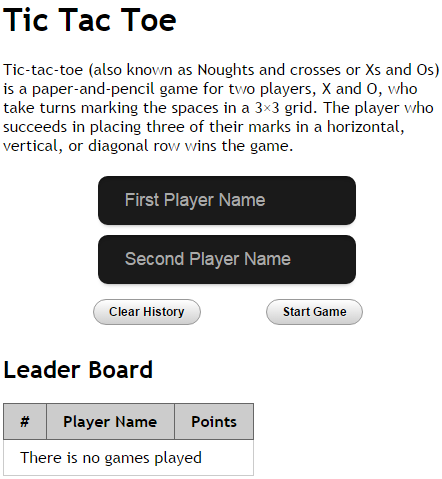 Tic Tac Toe
Tic-tac-toe (also known as Noughts and crosses or Xs and Os)
is a paper-and-pencil game for two players, X and O, who
take turns marking the spaces in a 3×3 grid. The player who
succeeds in placing three of their marks in a horizontal,
vertical, or diagonal row wins the game.
First Player Name
Second Player Name
Clear History Start Game
Leader Board
# Player Name Points
There is no games played